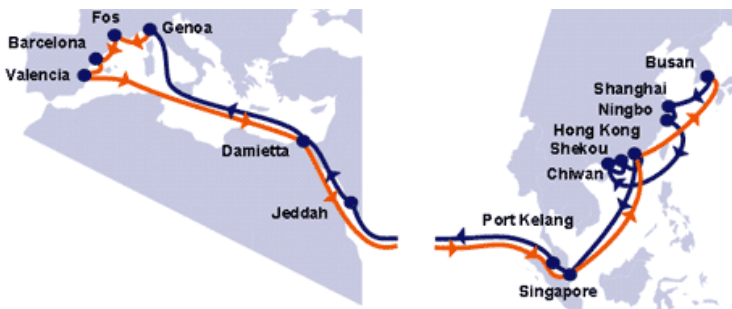 Fos
Genoa
Barcelona
Valencia
Damietta
Jeddah
Busan
Shanghai
Ningbo
Hong Kong
Shekou
Chiwan
Port Kelang
Singapore